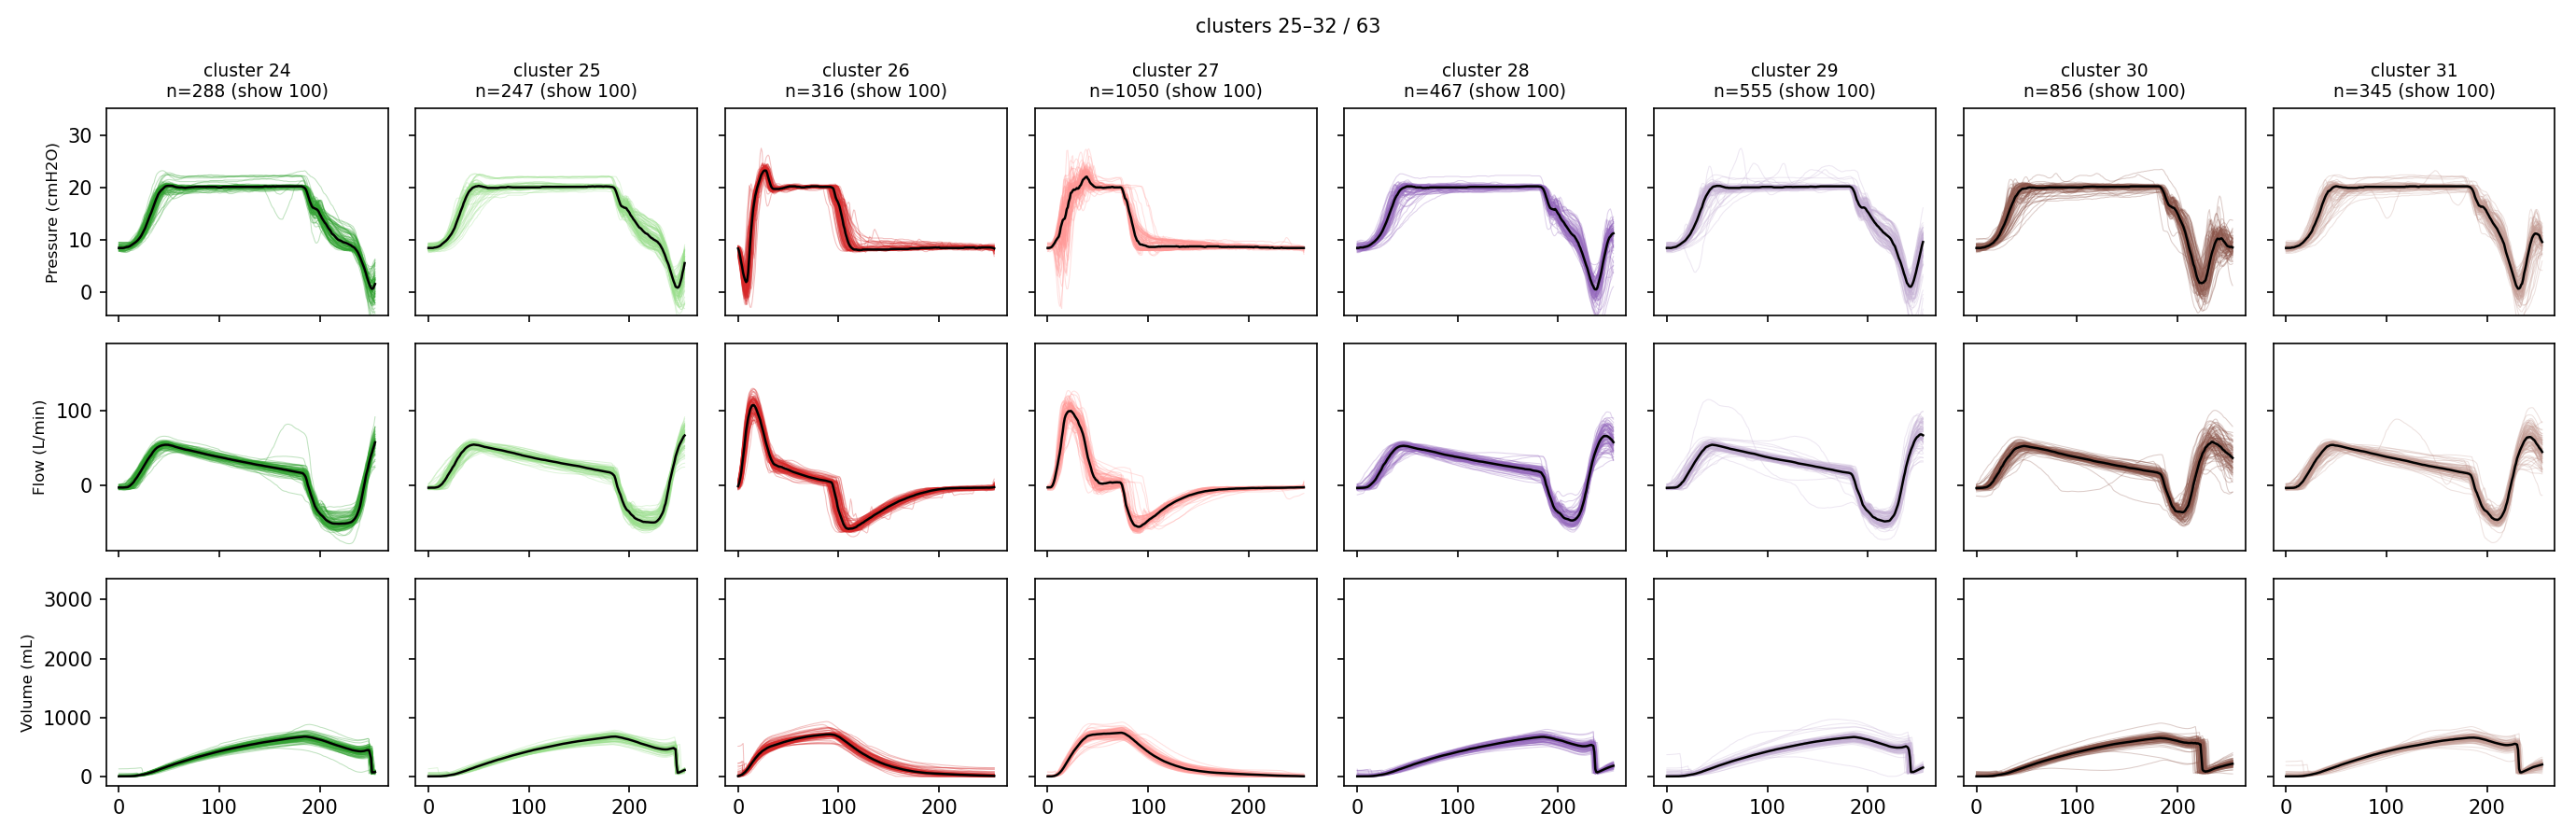 clusters 25–32 / 63
cluster 24
n=288 (show 100)
cluster 25
n=247 (show 100)
cluster 26
n=316 (show 100)
cluster 27
n=1050 (show 100)
cluster 28
n=467 (show 100)
cluster 29
n=555 (show 100)
cluster 30
n=856 (show 100)
cluster 31
n=345 (show 100)
Pressure (cmH2O)
30
20
10
0
Flow (L/min)
100
0
Volume (mL)
3000
2000
1000
0
0 100 200
0 100 200
0 100 200
0 100 200
0 100 200
0 100 200
0 100 200
0 100 200